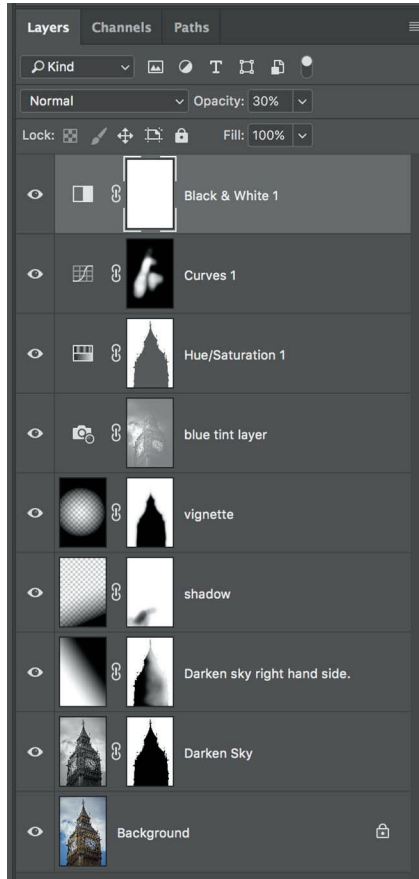 Layers Channels Paths
Kind
Normal Opacity: 30%
Lock: Fill: 100%
Black & White 1
Curves 1
Hue/Saturation 1
blue tint layer
vignette
shadow
Darken sky right hand side.
Darken Sky
Background